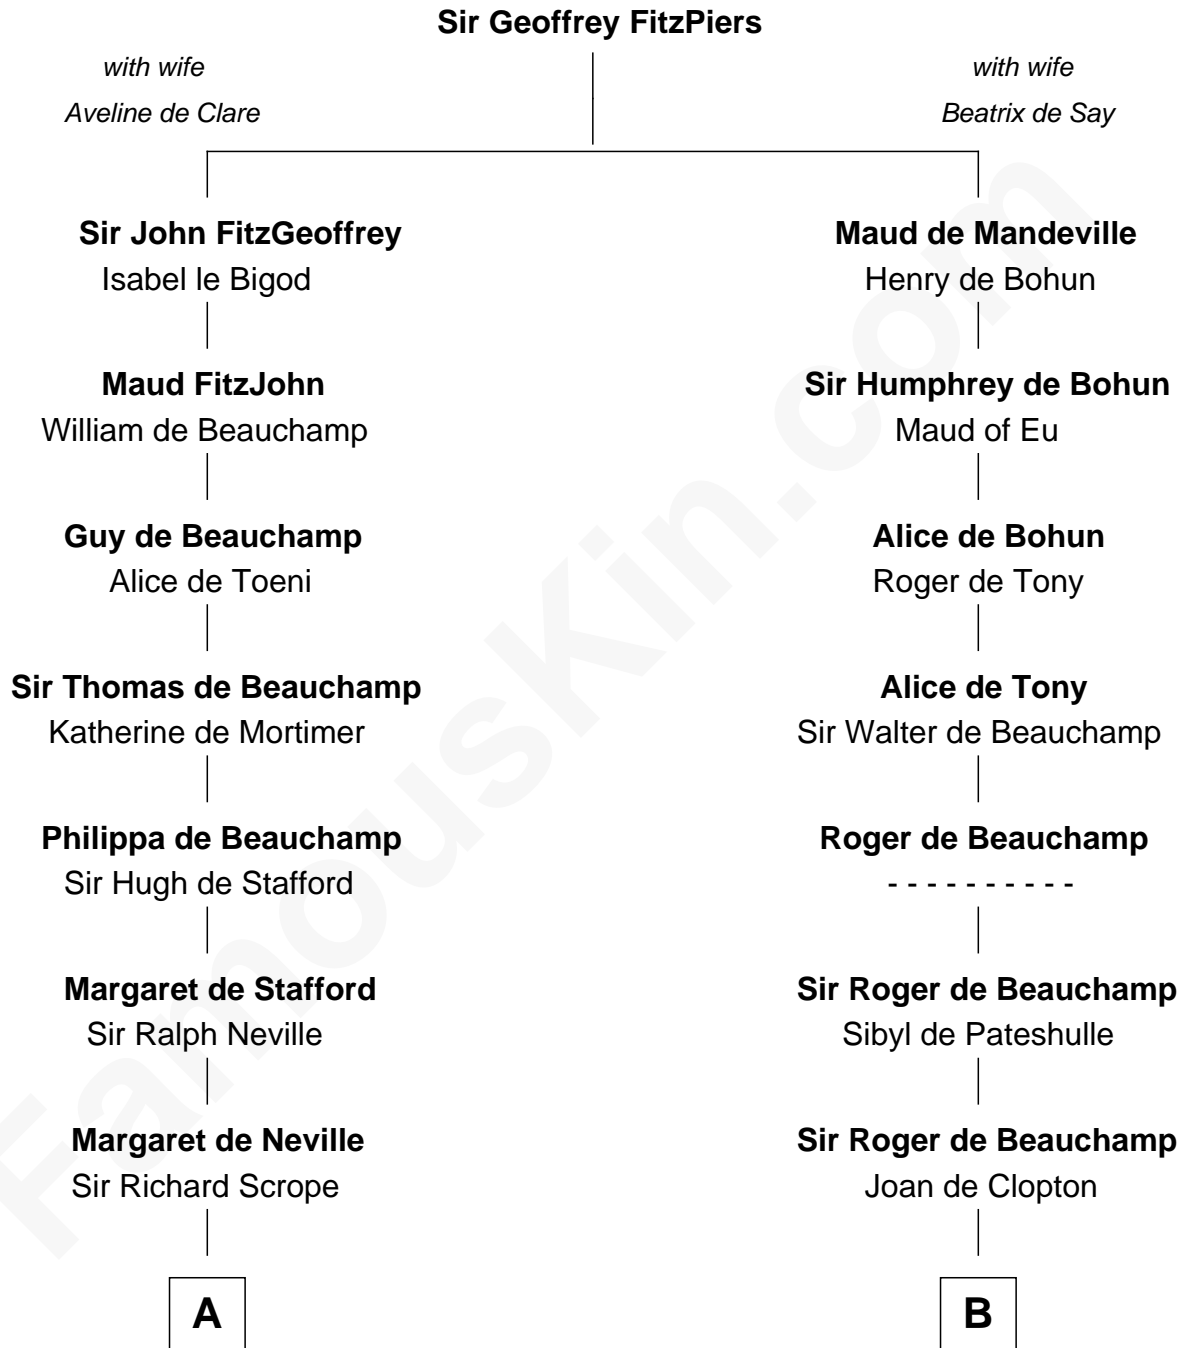 Sir Geoffrey FitzPiers
with wife
Aveline de Clare
with wife
Beatrix de Say
Sir John FitzGeoffrey
Isabel le Bigod
Maud de Mandeville
Henry de Bohun
Maud FitzJohn
William de Beauchamp
Sir Humphrey de Bohun
Maud of Eu
Guy de Beauchamp
Alice de Toeni
Alice de Bohun
Roger de Tony
Sir Thomas de Beauchamp
Katherine de Mortimer
Alice de Tony
Sir Walter de Beauchamp
Philippa de Beauchamp
Sir Hugh de Stafford
Roger de Beauchamp
- - - - - - - - - -
Margaret de Stafford
Sir Ralph Neville
Sir Roger de Beauchamp
Sibyl de Pateshulle
Margaret de Neville
Sir Richard Scrope
Sir Roger de Beauchamp
Joan de Clopton
A
B
FamousKin.com